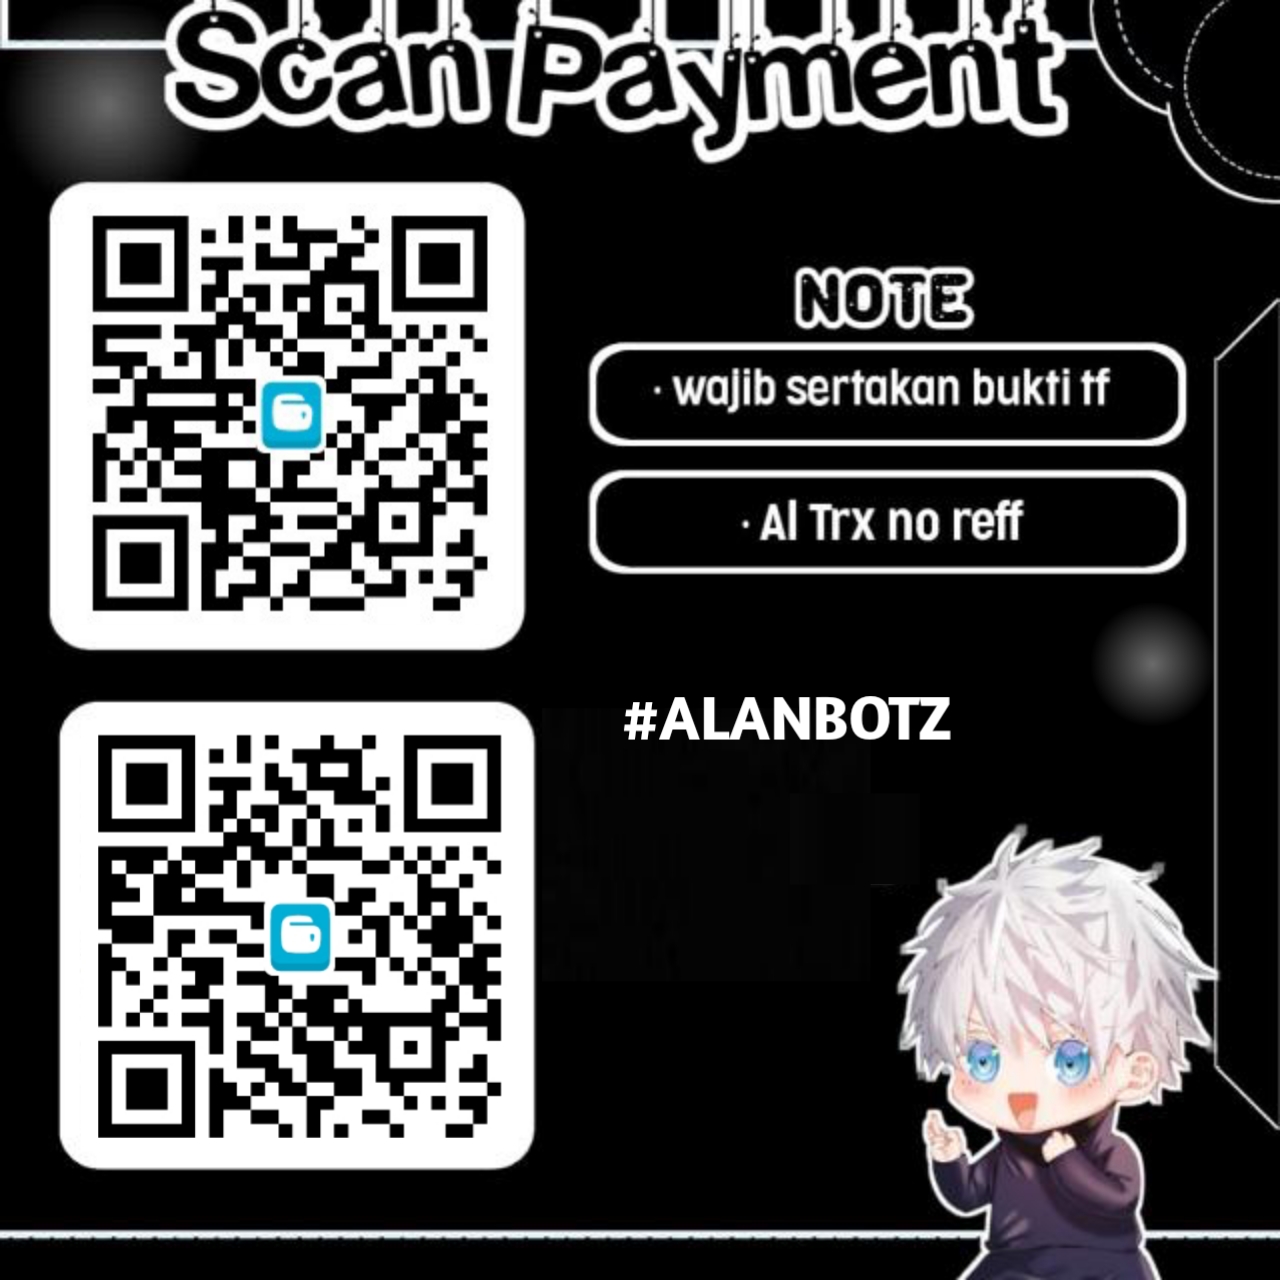 Scan Payment
NOTE
· wajib sertakan bukti tf
· Al Trx no reff
#ALANBOTZ